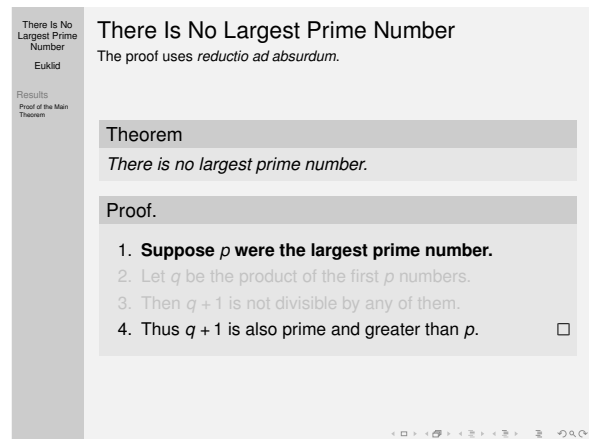 There Is No
Largest Prime
Number
Euklid
Results
Proof of the Main
Theorem
There Is No Largest Prime Number
The proof uses reductio ad absurdum.
Theorem
There is no largest prime number.
Proof.
1. Suppose p were the largest prime number.
2. Let q be the product of the first p numbers.
3. Then q + 1 is not divisible by any of them.
4. Thus q + 1 is also prime and greater than p. □